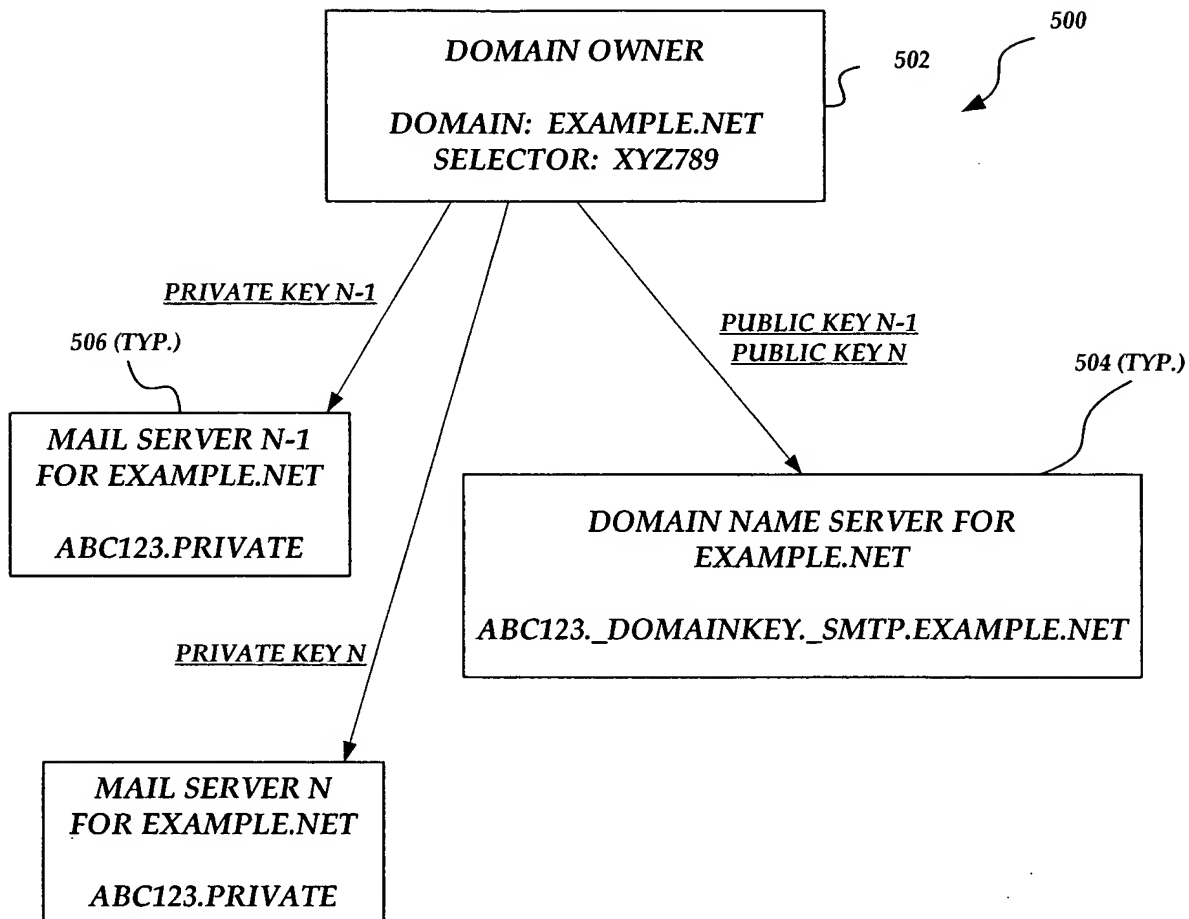 500
DOMAIN OWNER
502
DOMAIN: EXAMPLE.NET
SELECTOR: XYZ789
PRIVATE KEY N-1
PUBLIC KEY N-1
PUBLIC KEY N
506 (TYP.)
504 (TYP.)
MAIL SERVER N-1
FOR EXAMPLE.NET
ABC123.PRIVATE
DOMAIN NAME SERVER FOR
EXAMPLE.NET
ABC123._DOMAINKEY._SMTP.EXAMPLE.NET
PRIVATE KEY N
MAIL SERVER N
FOR EXAMPLE.NET
ABC123.PRIVATE